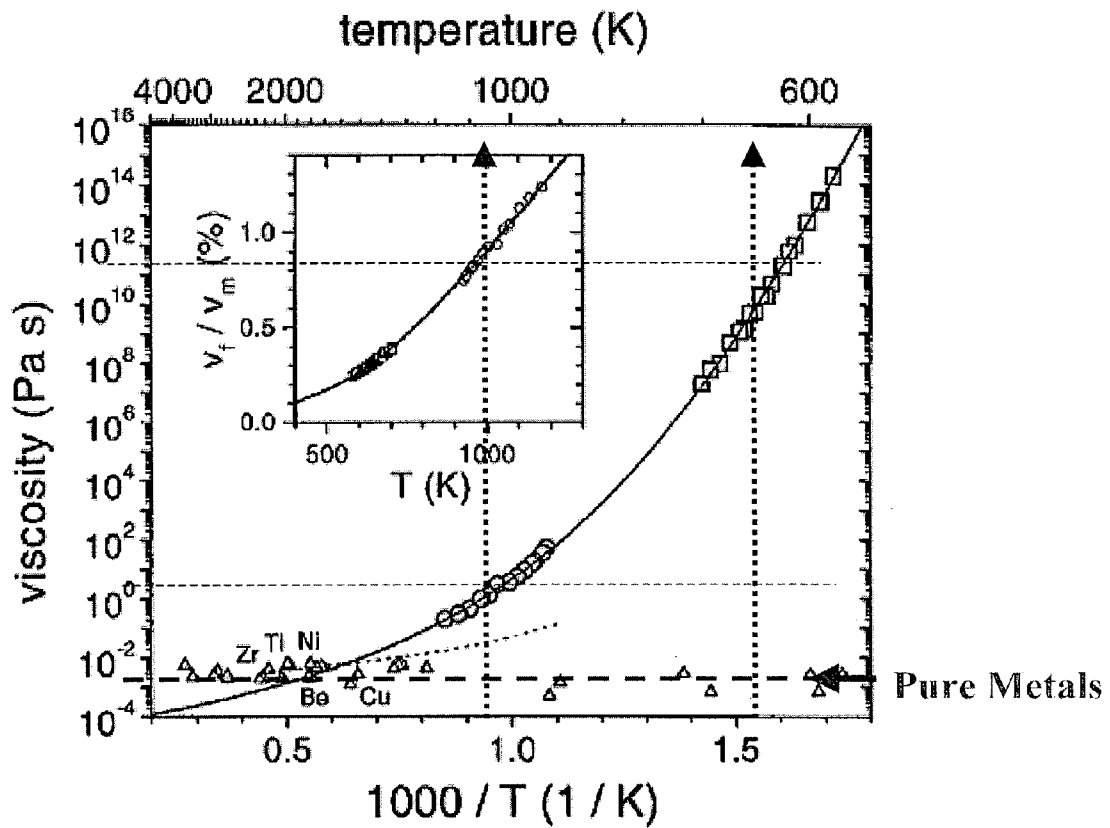 temperature (K)
4000 2000 1000 600
10^16
10^14
10^12
10^10
10^8
10^6
10^4
10^2
10^0
10^-2
10^-4
viscosity (Pa s)
v_f / v_m (%)
1.0
0.5
0.0
500 1000
T (K)
Zr Ti Ni
Be Cu
Pure Metals
0.5 1.0 1.5
1000 / T (1 / K)